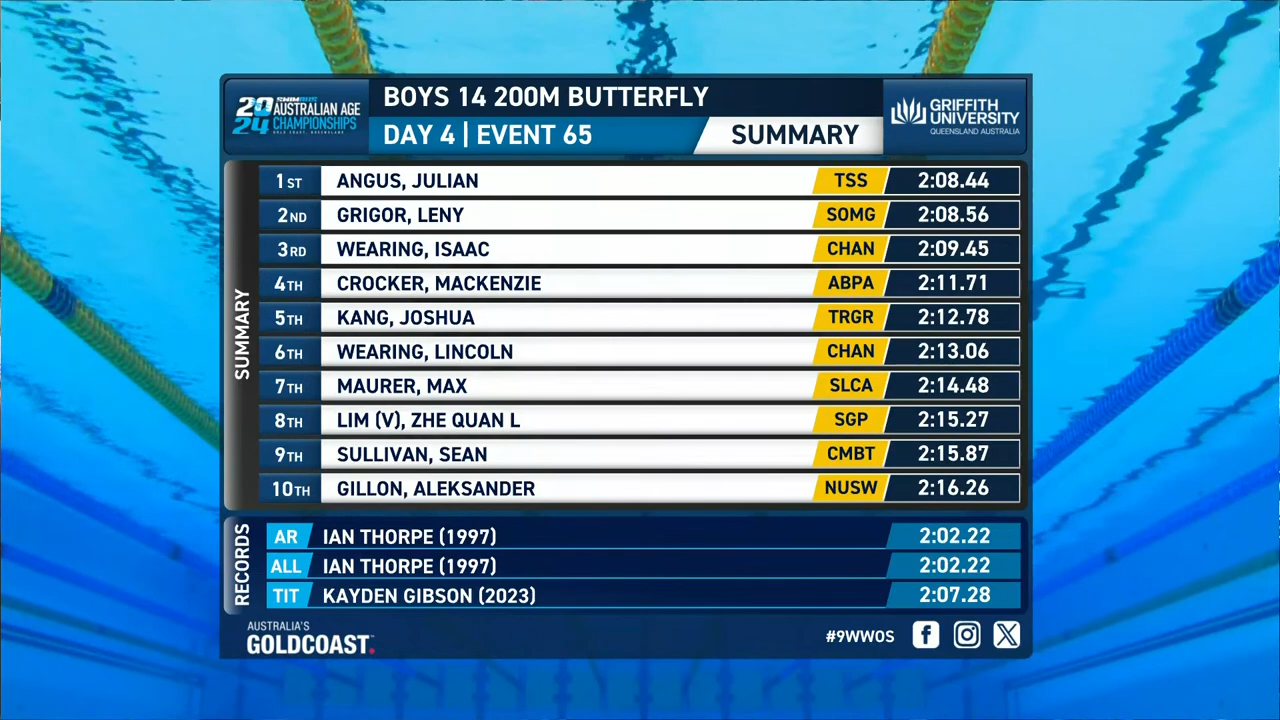 SWIMAUS
2024 AUSTRALIAN AGE
CHAMPIONSHIPS
GOLD COAST, QUEENSLAND
BOYS 14 200M BUTTERFLY
DAY 4 | EVENT 65
SUMMARY
GRIFFITH
UNIVERSITY
QUEENSLAND AUSTRALIA
SUMMARY
1ST ANGUS, JULIAN TSS 2:08.44
2ND GRIGOR, LENY SOMG 2:08.56
3RD WEARING, ISAAC CHAN 2:09.45
4TH CROCKER, MACKENZIE ABPA 2:11.71
5TH KANG, JOSHUA TRGR 2:12.78
6TH WEARING, LINCOLN CHAN 2:13.06
7TH MAURER, MAX SLCA 2:14.48
8TH LIM (V), ZHE QUAN L SGP 2:15.27
9TH SULLIVAN, SEAN CMBT 2:15.87
10TH GILLON, ALEKSANDER NUSW 2:16.26
RECORDS
AR IAN THORPE (1997) 2:02.22
ALL IAN THORPE (1997) 2:02.22
TIT KAYDEN GIBSON (2023) 2:07.28
AUSTRALIA'S
GOLDCOAST.
#9WWOS